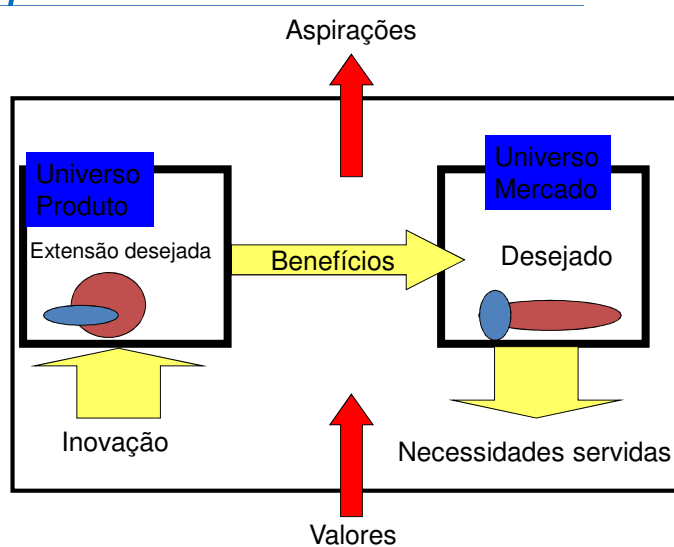 Aspirações
Universo
Produto
Universo
Mercado
Extensão desejada
Benefícios
Desejado
Inovação
Necessidades servidas
Valores